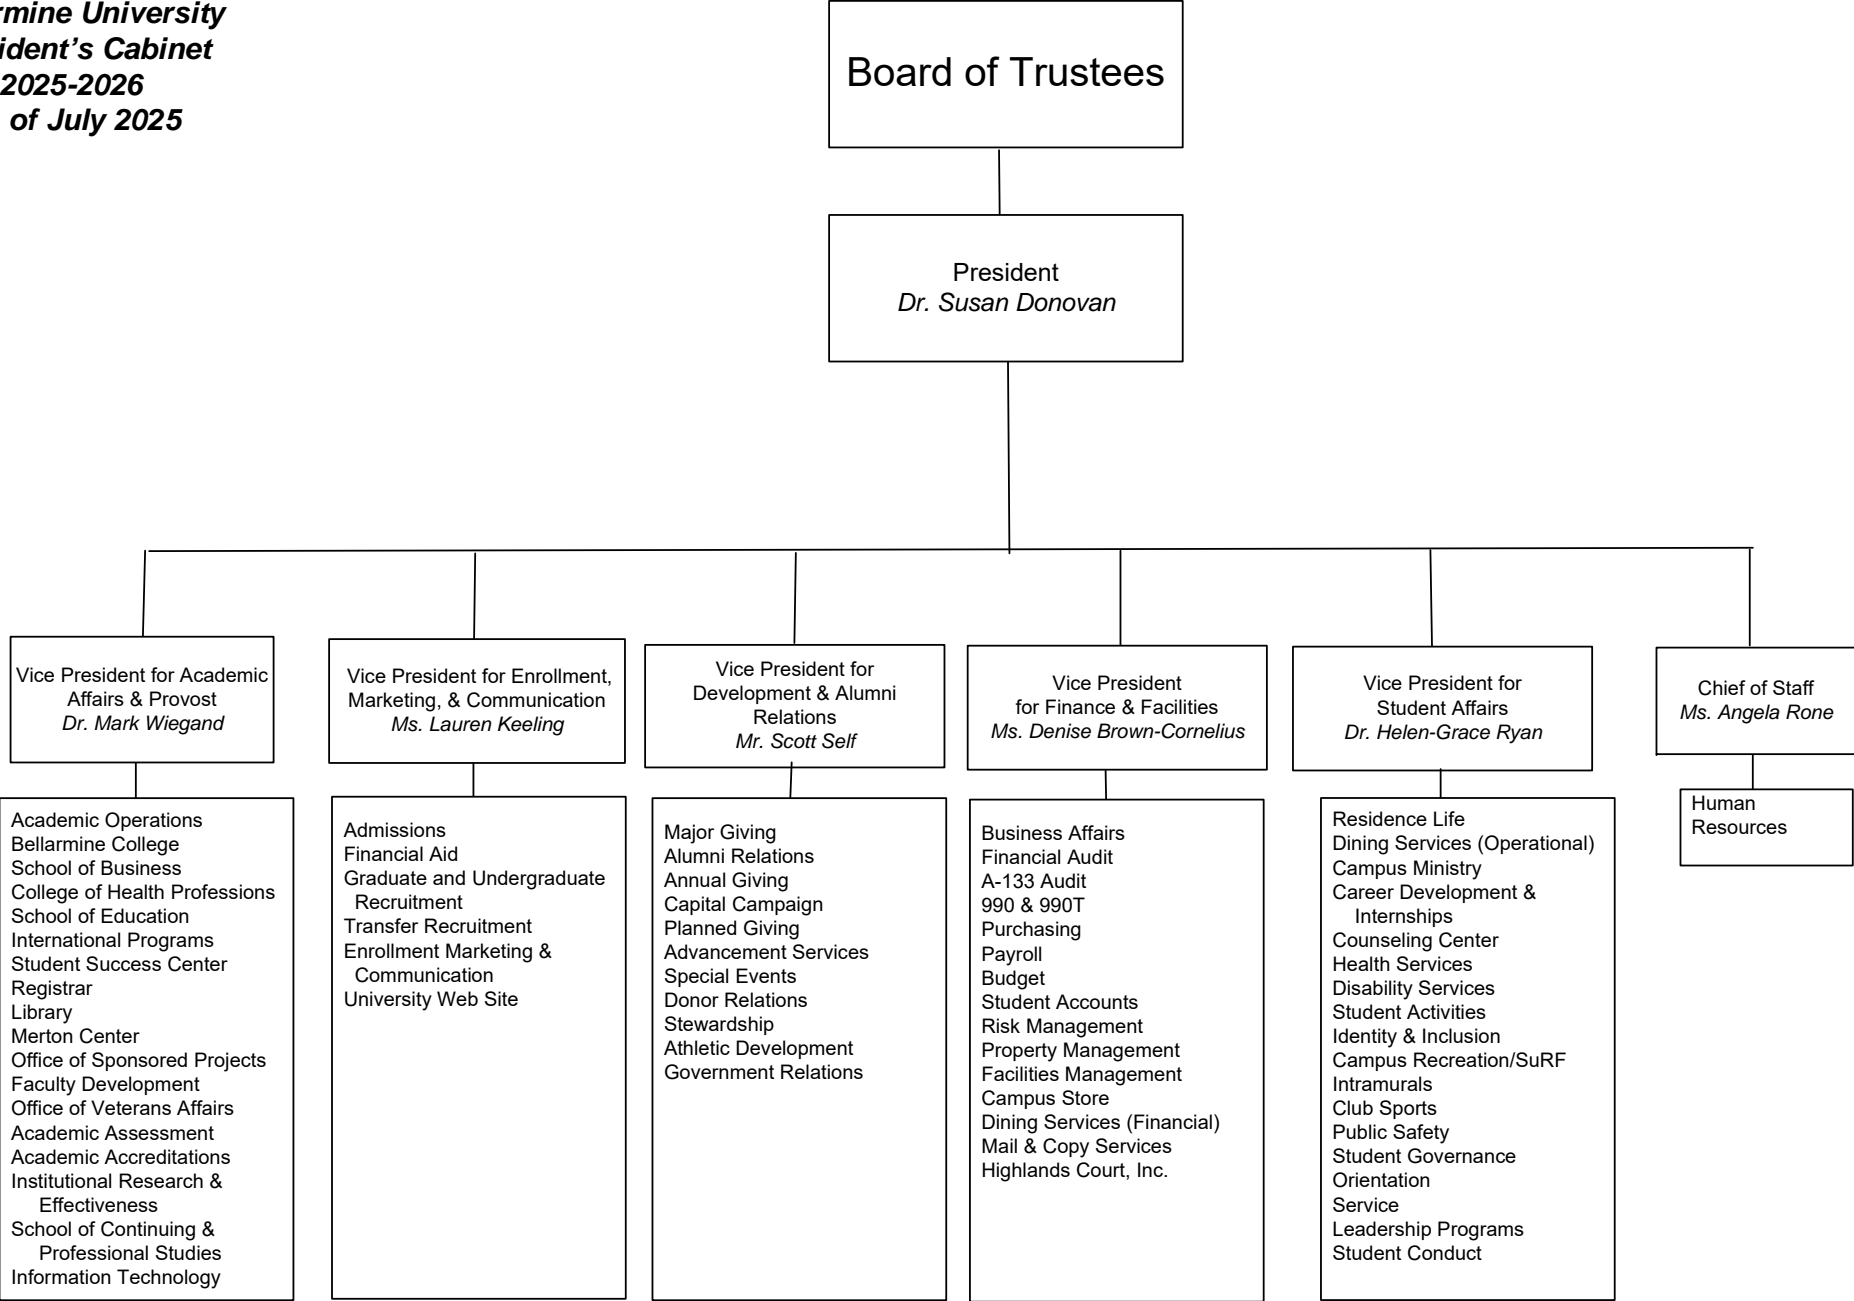 rmine University
ident’s Cabinet
2025-2026
of July 2025
Board of Trustees
President
Dr. Susan Donovan
Vice President for Academic
Affairs & Provost
Dr. Mark Wiegand
Vice President for Enrollment,
Marketing, & Communication
Ms. Lauren Keeling
Vice President for
Development & Alumni
Relations
Mr. Scott Self
Vice President
for Finance & Facilities
Ms. Denise Brown-Cornelius
Vice President for
Student Affairs
Dr. Helen-Grace Ryan
Chief of Staff
Ms. Angela Rone
Academic Operations
Bellarmine College
School of Business
College of Health Professions
School of Education
International Programs
Student Success Center
Registrar
Library
Merton Center
Office of Sponsored Projects
Faculty Development
Office of Veterans Affairs
Academic Assessment
Academic Accreditations
Institutional Research &
Effectiveness
School of Continuing &
Professional Studies
Information Technology
Admissions
Financial Aid
Graduate and Undergraduate
Recruitment
Transfer Recruitment
Enrollment Marketing &
Communication
University Web Site
Major Giving
Alumni Relations
Annual Giving
Capital Campaign
Planned Giving
Advancement Services
Special Events
Donor Relations
Stewardship
Athletic Development
Government Relations
Business Affairs
Financial Audit
A-133 Audit
990 & 990T
Purchasing
Payroll
Budget
Student Accounts
Risk Management
Property Management
Facilities Management
Campus Store
Dining Services (Financial)
Mail & Copy Services
Highlands Court, Inc.
Residence Life
Dining Services (Operational)
Campus Ministry
Career Development &
Internships
Counseling Center
Health Services
Disability Services
Student Activities
Identity & Inclusion
Campus Recreation/SuRF
Intramurals
Club Sports
Public Safety
Student Governance
Orientation
Service
Leadership Programs
Student Conduct
Human
Resources